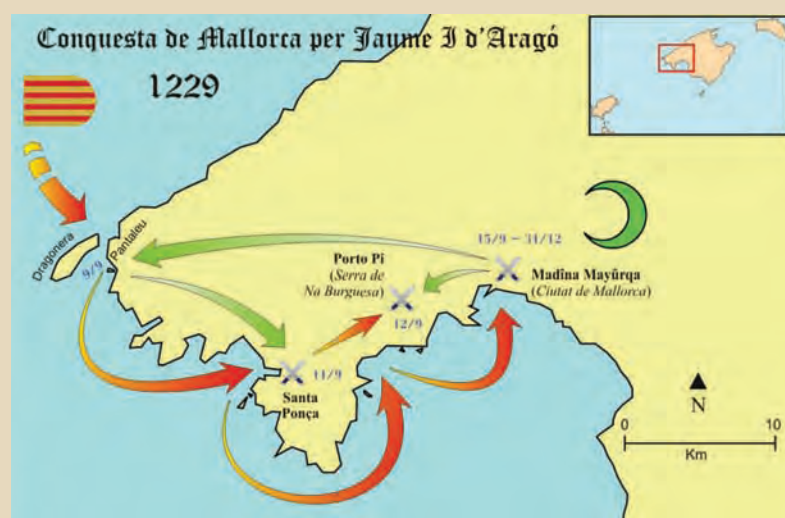 Conquesta de Mallorca per Jaume I d'Aragó
1229
Dragonera
Pantaleu
9/9
Porto Pi
(Serra de
Na Burguesa)
12/9
15/9 - 31/12
Madîna Mayûrqa
(Ciutat de Mallorca)
11/9
Santa
Ponça
N
0
10
Km